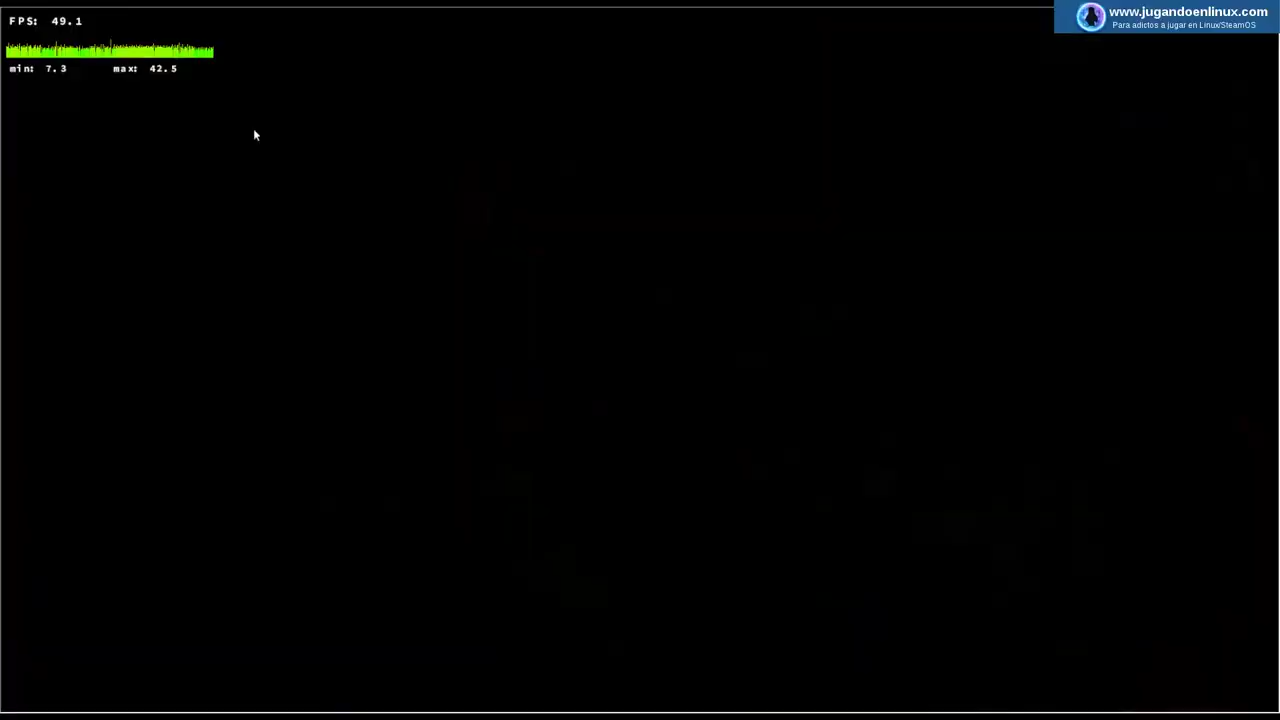 FPS: 49.1
min: 7.3 max: 42.5
www.jugandoenlinux.com
Para adictos a jugar en Linux/SteamOS